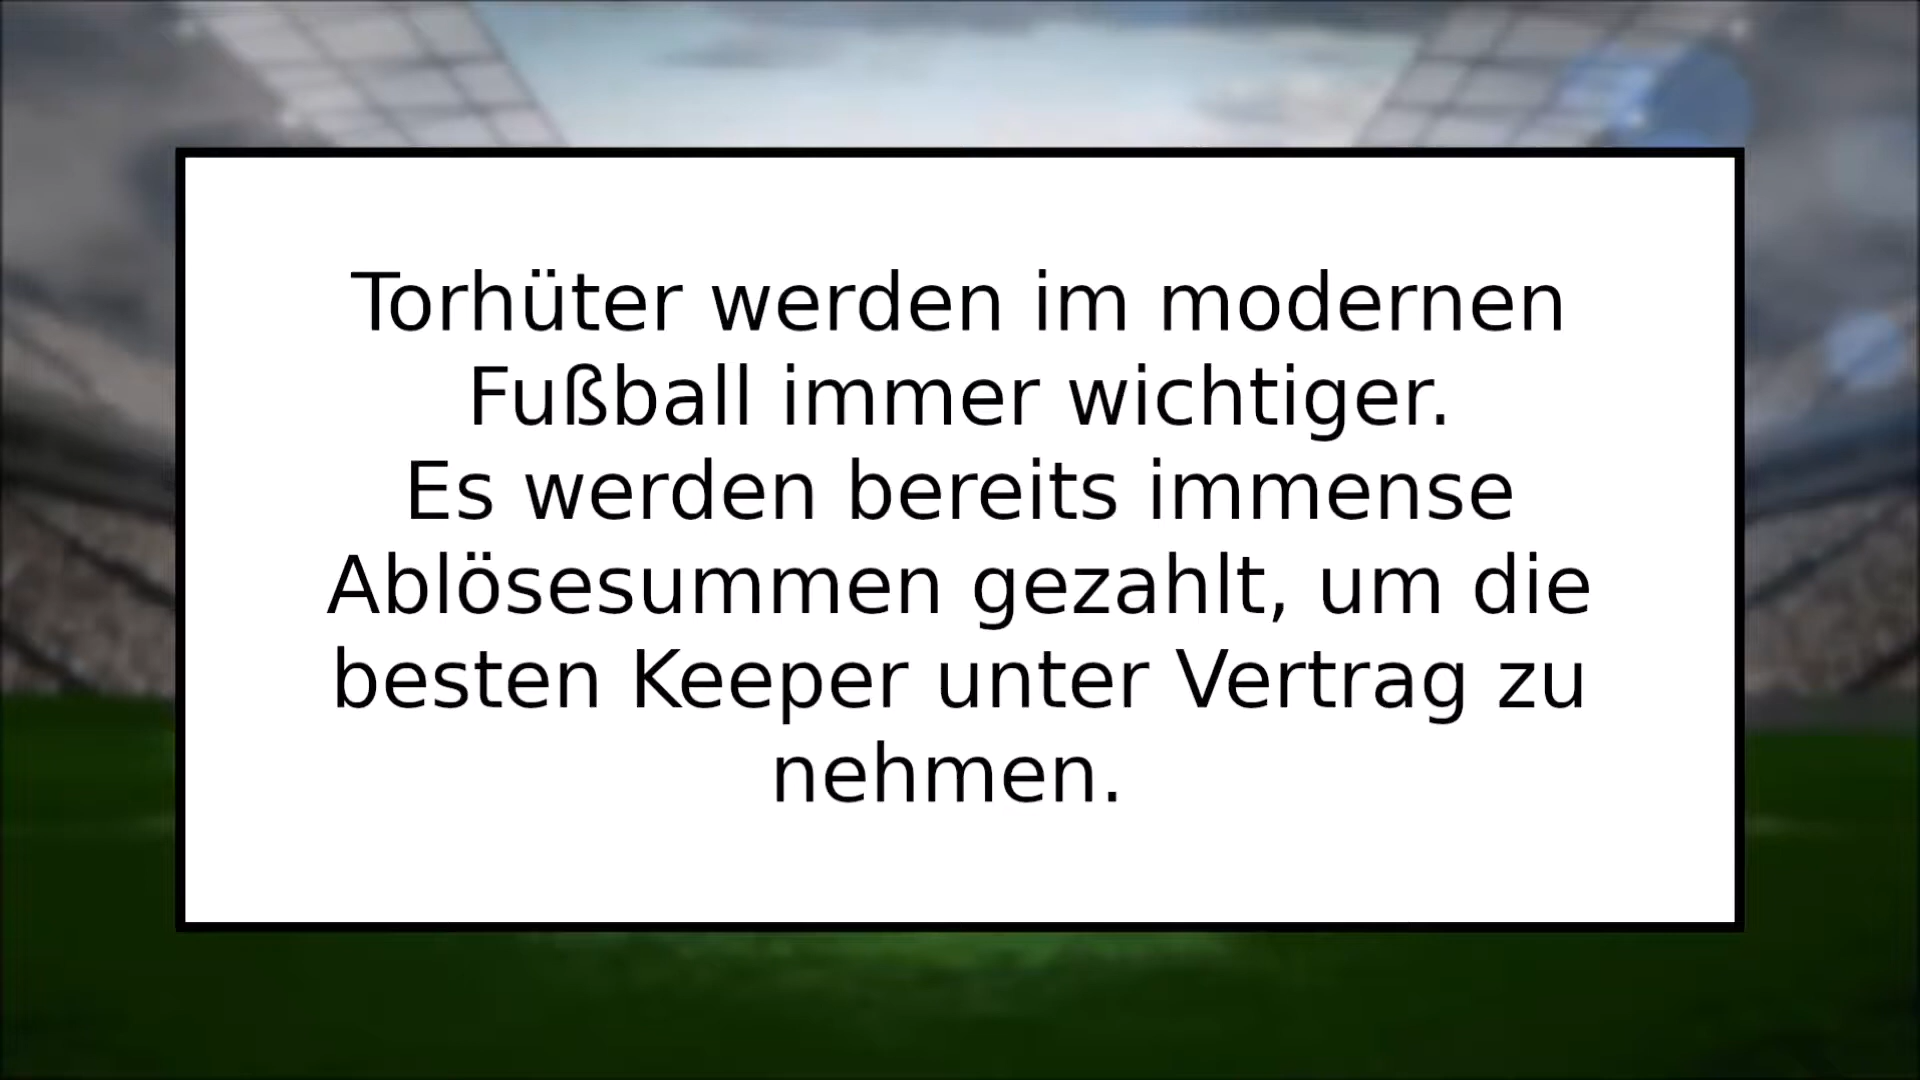 Torhüter werden im modernen
Fußball immer wichtiger.
Es werden bereits immense
Ablösesummen gezahlt, um die
besten Keeper unter Vertrag zu
nehmen.